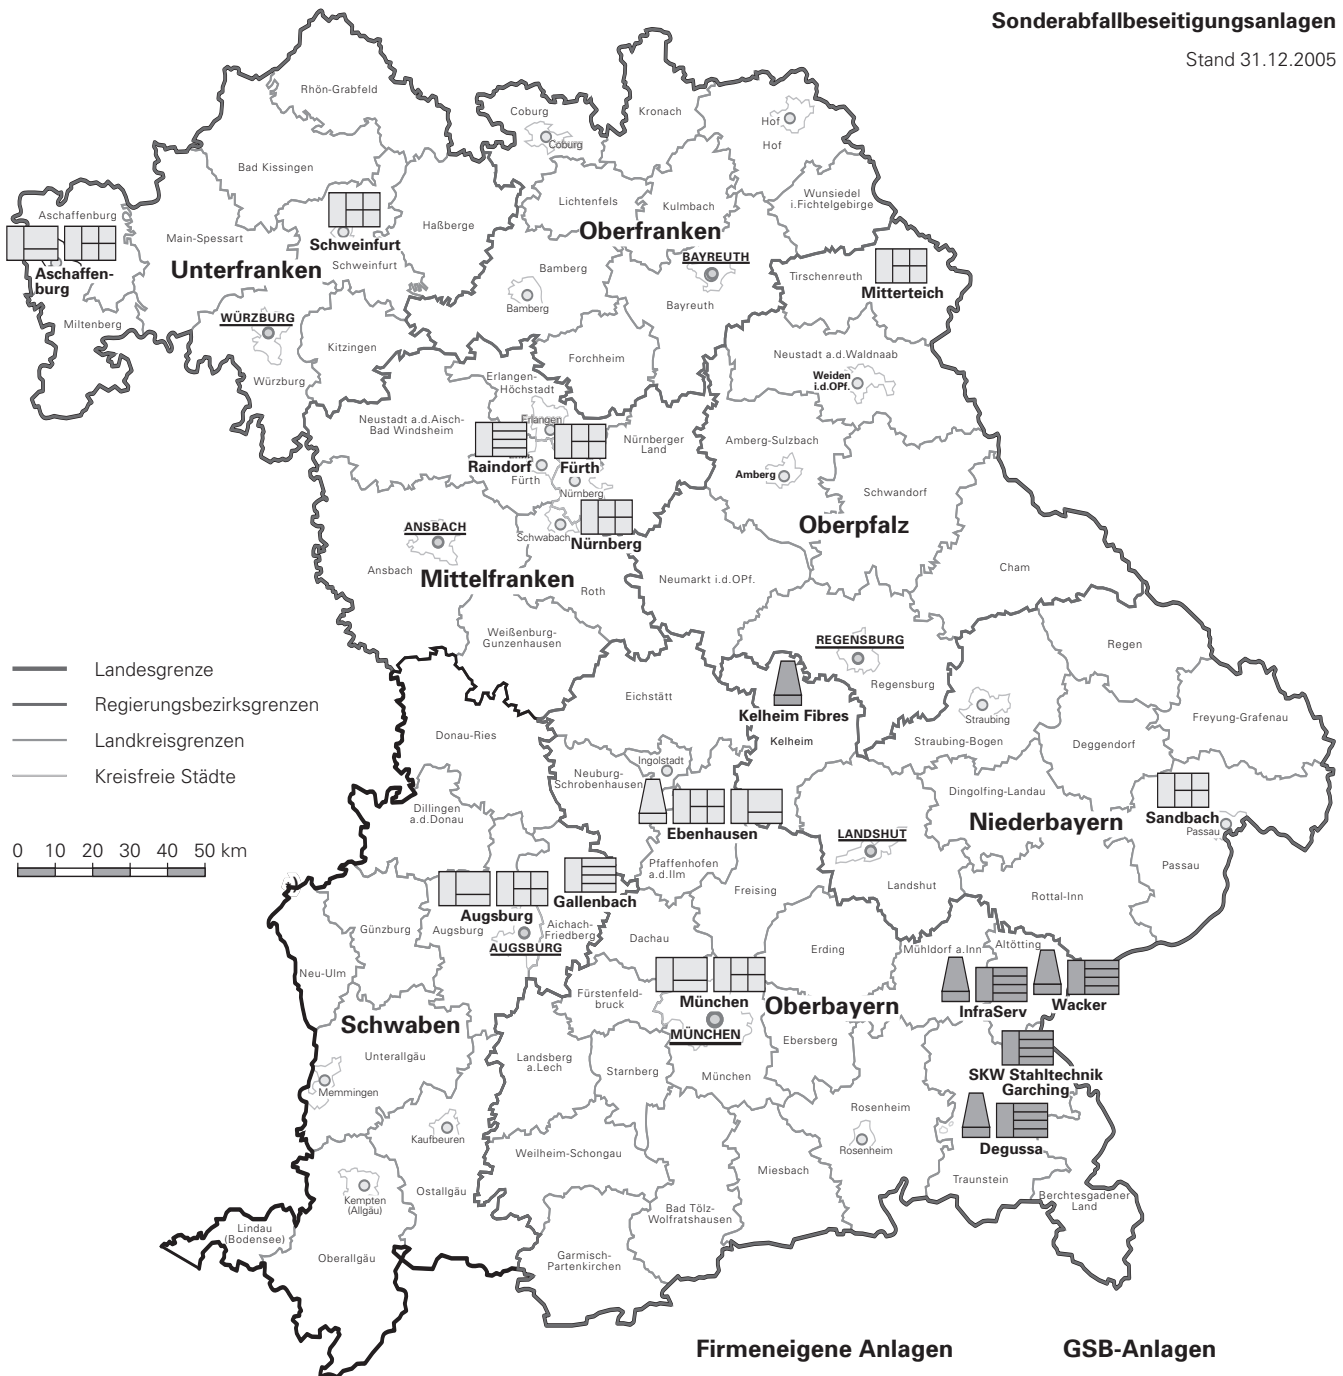 Sonderabfallbeseitigungsanlagen
Stand 31.12.2005
Rhön-Grabfeld
Coburg
Coburg
Kronach
Hof
Hof
Bad Kissingen
Lichtenfels
Kulmbach
Wunsiedel
i.Fichtelgebirge
Aschaffenburg
Main-Spessart
Schweinfurt
Schweinfurt
Haßberge
Oberfranken
Aschaffen-
burg
Unterfranken
Bamberg
Bamberg
BAYREUTH
Bayreuth
Tirschenreuth
Mitterteich
Miltenberg
WÜRZBURG
Würzburg
Kitzingen
Forchheim
Neustadt a.d.Waldnaab
Weiden
i.d.OPf.
Erlangen-
Höchstadt
Neustadt a.d.Aisch-
Bad Windsheim
Erlangen
Nürnberger
Land
Amberg-Sulzbach
Amberg
Raindorf
Fürth
Fürth
Nürnberg
Schwandorf
ANSBACH
Ansbach
Schwabach
Nürnberg
Oberpfalz
Mittelfranken
Roth
Neumarkt i.d.OPf.
Cham
Weißenburg-
Gunzenhausen
REGENSBURG
Regensburg
Regen
Landesgrenze
Regierungsbezirksgrenzen
Landkreisgrenzen
Kreisfreie Städte
Eichstätt
Kelheim Fibres
Kelheim
Straubing
Straubing-Bogen
Deggendorf
Freyung-Grafenau
Donau-Ries
Ingolstadt
Neuburg-
Schrobenhausen
Dingolfing-Landau
Dillingen
a.d.Donau
Ebenhausen
LANDSHUT
Niederbayern
Sandbach
Passau
Passau
0 10 20 30 40 50 km
Pfaffenhofen
a.d.Ilm
Freising
Landshut
Rottal-Inn
Augsburg
Gallenbach
Günzburg
Augsburg
Aichach-
Friedberg
AUGSBURG
Dachau
Erding
Mühldorf a.Inn
Altötting
Neu-Ulm
Fürstenfeld-
bruck
München
Oberbayern
InfraServ
Wacker
Schwaben
MÜNCHEN
Ebersberg
Unterallgäu
Landsberg
a.Lech
Starnberg
München
SKW Stahltechnik
Garching
Memmingen
Rosenheim
Rosenheim
Kaufbeuren
Weilheim-Schongau
Miesbach
Degussa
Traunstein
Berchtesgadener
Land
Kempten
(Allgäu)
Ostallgäu
Bad Tölz-
Wolfratshausen
Lindau
(Bodensee)
Oberallgäu
Garmisch-
Partenkirchen
Firmeneigene Anlagen
GSB-Anlagen